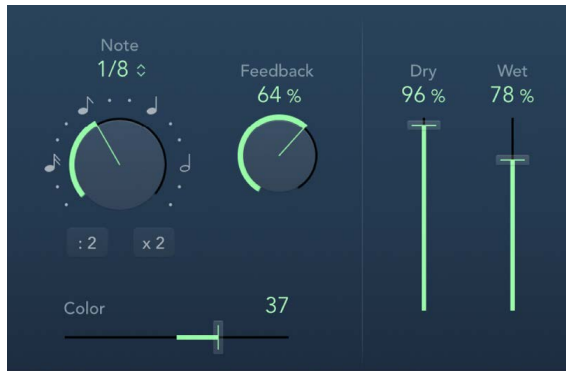 Note
1/8
Feedback
64 %
Dry
96 %
Wet
78 %
: 2
x 2
Color
37